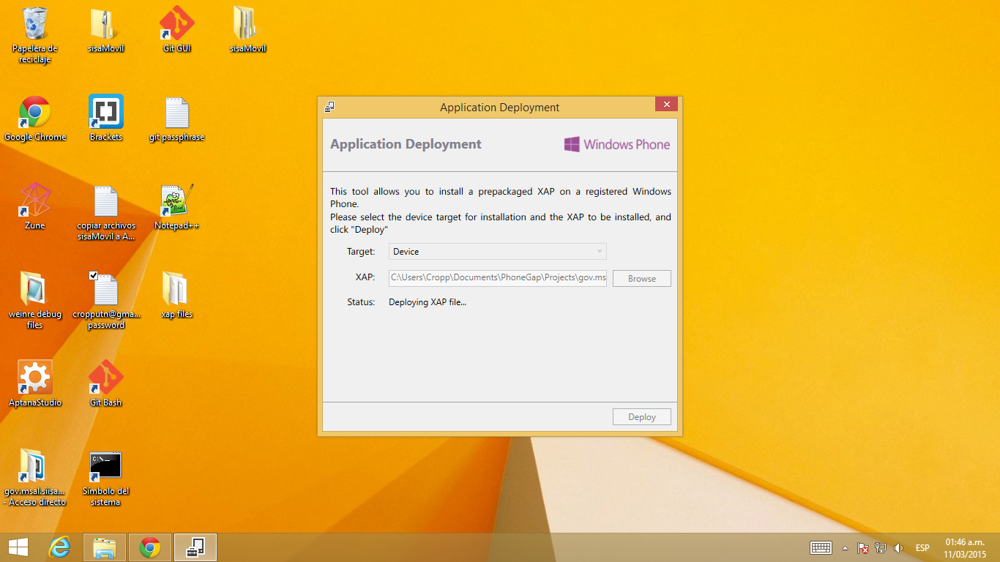 Papelera de
reciclaje
sisaMovil
Git GUI
sisaMovil
Google Chrome
Brackets
git passphrase
Zune
copiar archivos
sisaMovil a A...
Notepad++
weinre debug
files
cropputn@gma...
password
xap files
AptanaStudio
Git Bash
gov.msal.siisa...
- Acceso directo
C:\_
Símbolo del
sistema
Application Deployment
Application Deployment
Windows Phone
This tool allows you to install a prepackaged XAP on a registered Windows
Phone.
Please select the device target for installation and the XAP to be installed, and
click "Deploy"
Target: Device
XAP: C:\Users\Cropp\Documents\PhoneGap\Projects\gov.ms Browse
Status: Deploying XAP file...
Deploy
ESP
01:46 a.m.
11/03/2015